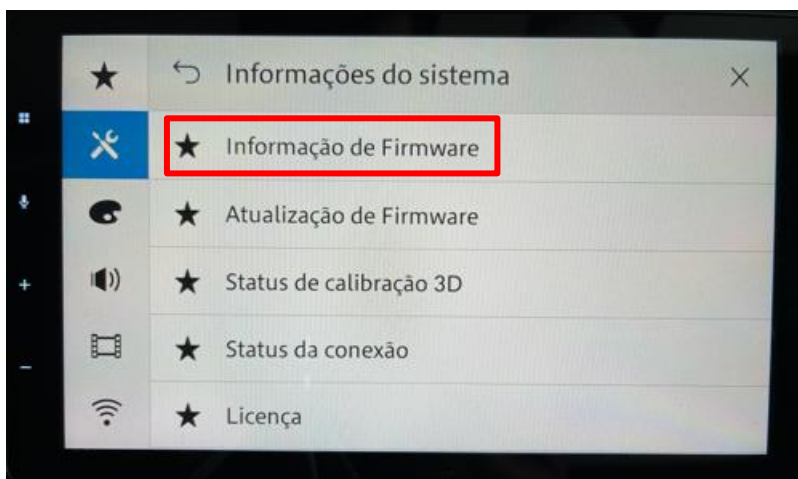 Informações do sistema
Informação de Firmware
Atualização de Firmware
Status de calibração 3D
Status da conexão
Licença